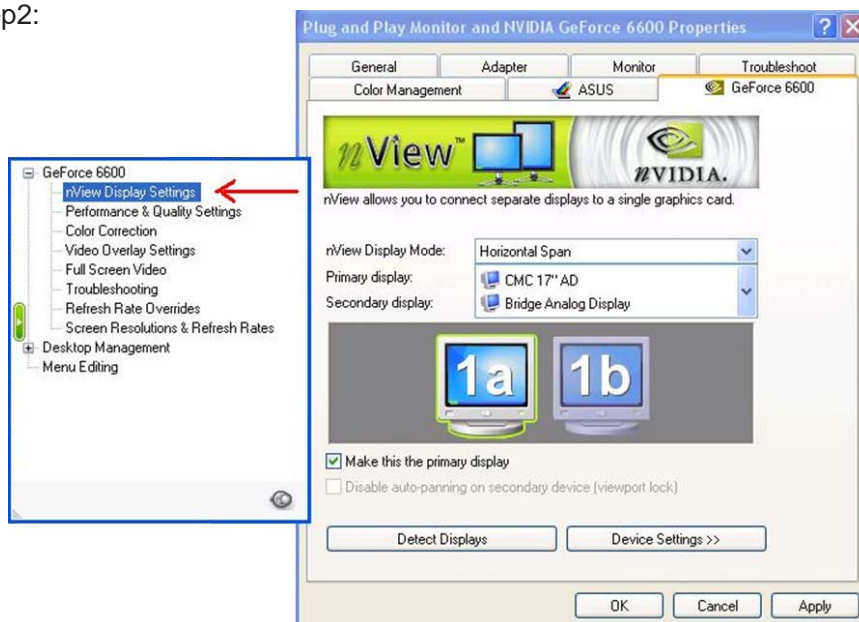 p2:
Plug and Play Monitor and NVIDIA GeForce 6600 Properties
General Adapter Monitor Troubleshoot
Color Management ASUS GeForce 6600
nView™ nVIDIA.
nView allows you to connect separate displays to a single graphics card.
nView Display Mode: Horizontal Span
Primary display: CMC 17" AD
Secondary display: Bridge Analog Display
1a 1b
Make this the primary display
Disable auto-panning on secondary device (viewport lock)
Detect Displays Device Settings >>
OK Cancel Apply
GeForce 6600
nView Display Settings
Performance & Quality Settings
Color Correction
Video Overlay Settings
Full Screen Video
Troubleshooting
Refresh Rate Overrides
Screen Resolutions & Refresh Rates
Desktop Management
Menu Editing